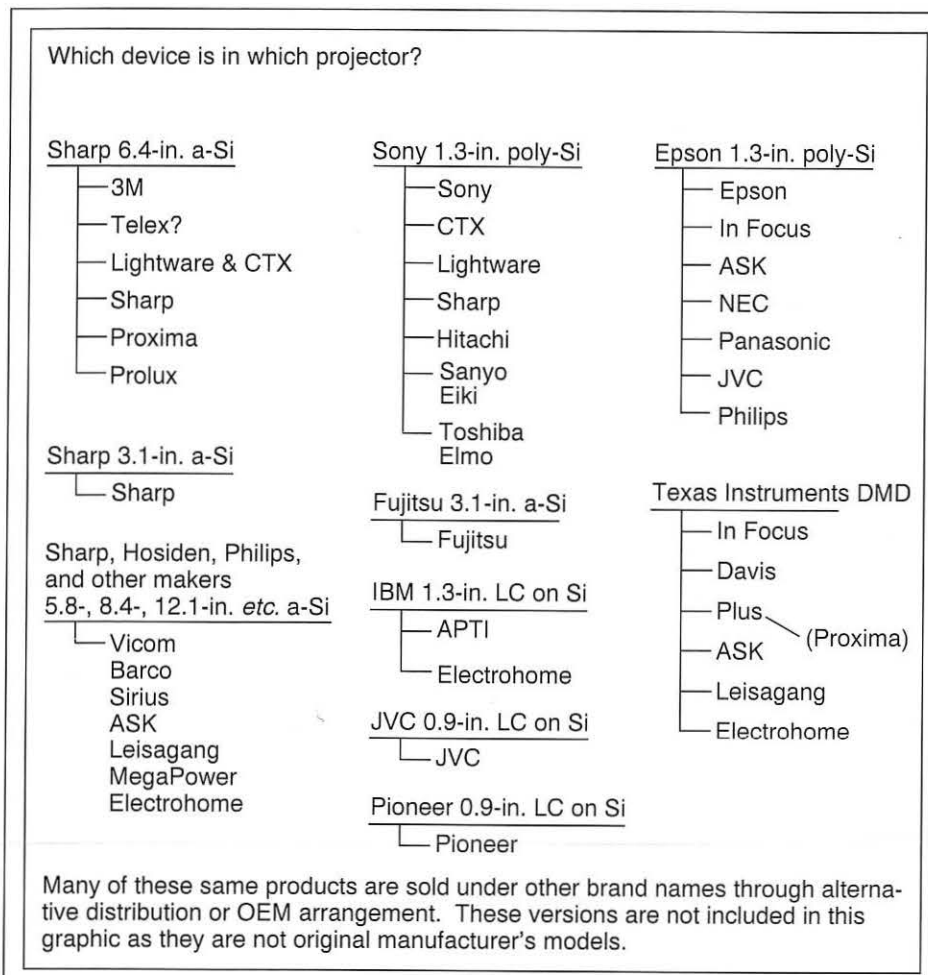 Which device is in which projector?
Sharp 6.4-in. a-Si
3M
Telex?
Lightware & CTX
Sharp
Proxima
Prolux
Sharp 3.1-in. a-Si
Sharp
Sharp, Hosiden, Philips,
and other makers
5.8-, 8.4-, 12.1-in. etc. a-Si
Vicom
Barco
Sirius
ASK
Leisagang
MegaPower
Electrohome
Sony 1.3-in. poly-Si
Sony
CTX
Lightware
Sharp
Hitachi
Sanyo
Eiki
Toshiba
Elmo
Fujitsu 3.1-in. a-Si
Fujitsu
IBM 1.3-in. LC on Si
APTI
Electrohome
JVC 0.9-in. LC on Si
JVC
Pioneer 0.9-in. LC on Si
Pioneer
Epson 1.3-in. poly-Si
Epson
In Focus
ASK
NEC
Panasonic
JVC
Philips
Texas Instruments DMD
In Focus
Davis
Plus
(Proxima)
ASK
Leisagang
Electrohome
Many of these same products are sold under other brand names through alterna-
tive distribution or OEM arrangement. These versions are not included in this
graphic as they are not original manufacturer's models.